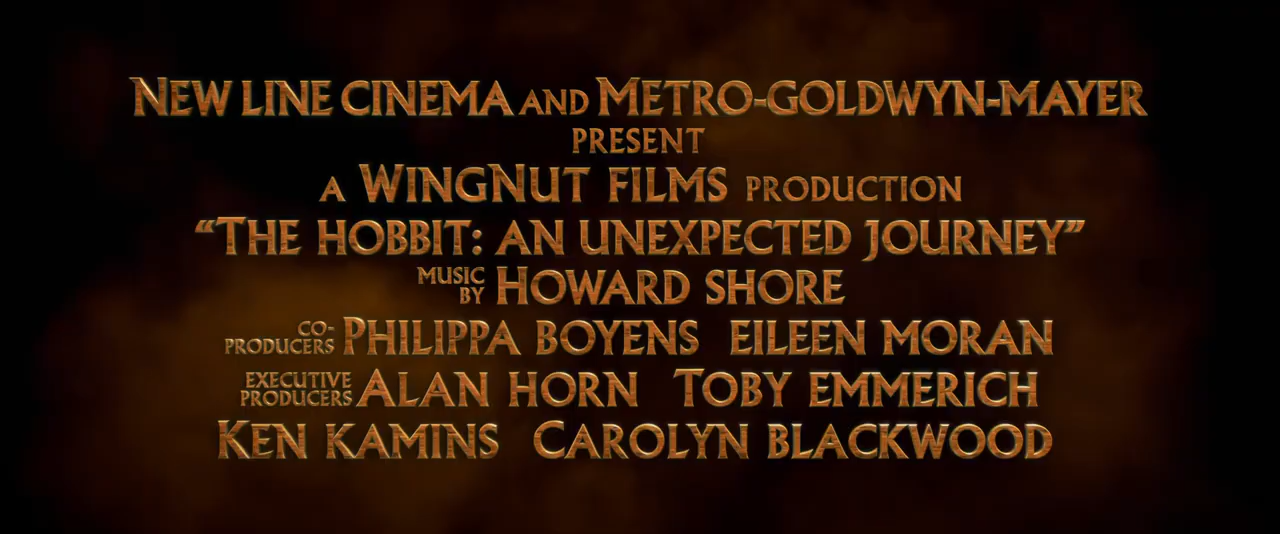 NEW LINE CINEMA AND METRO-GOLDWYN-MAYER
PRESENT
A WINGNUT FILMS PRODUCTION
“THE HOBBIT: AN UNEXPECTED JOURNEY”
MUSIC BY HOWARD SHORE
CO-PRODUCERS PHILIPPA BOYENS EILEEN MORAN
EXECUTIVE PRODUCERS ALAN HORN TOBY EMMERICH
KEN KAMINS CAROLYN BLACKWOOD